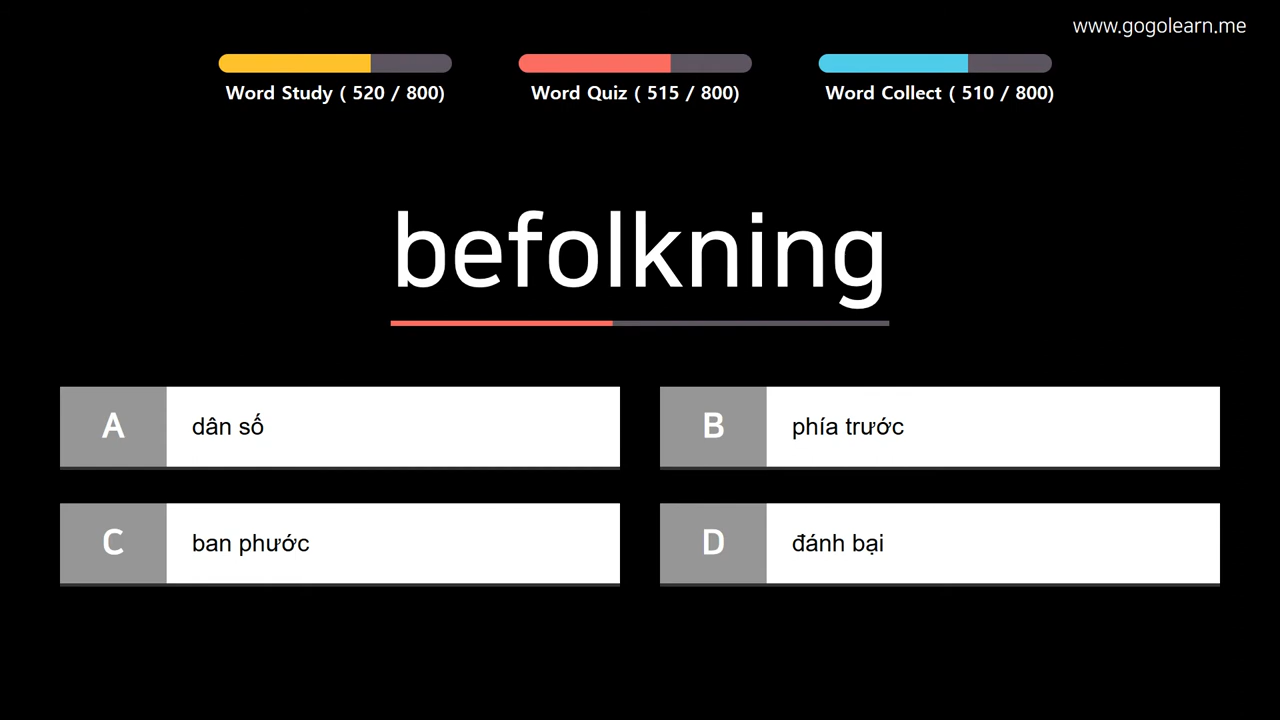 www.gogolearn.me
Word Study ( 520 / 800)
Word Quiz ( 515 / 800)
Word Collect ( 510 / 800)
befolkning
A dân số
B phía trước
C ban phước
D đánh bại